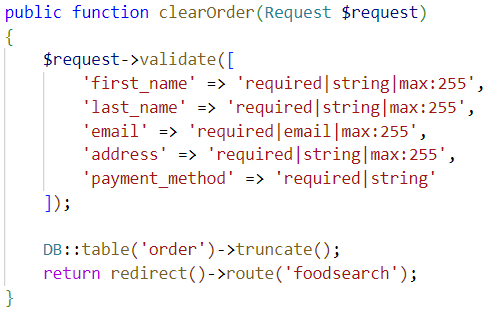 public function clearOrder(Request $request)
{
    $request->validate([
        'first_name' => 'required|string|max:255',
        'last_name' => 'required|string|max:255',
        'email' => 'required|email|max:255',
        'address' => 'required|string|max:255',
        'payment_method' => 'required|string'
    ]);

    DB::table('order')->truncate();
    return redirect()->route('foodsearch');
}